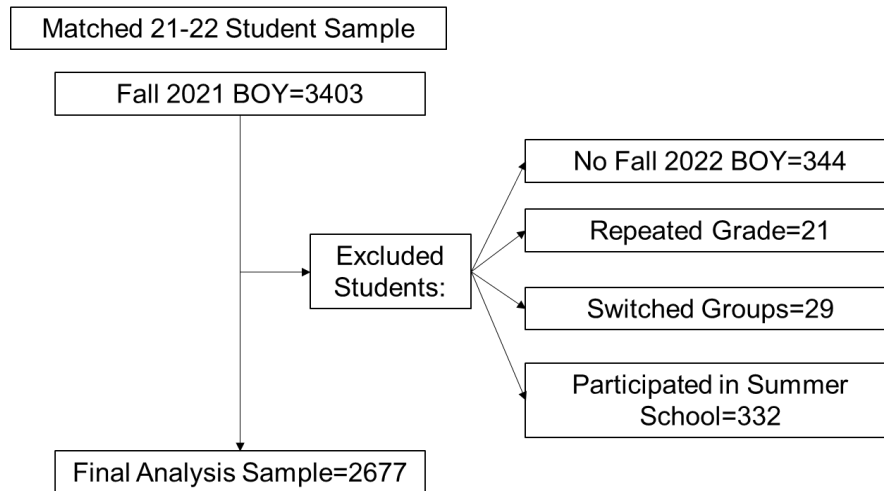 Matched 21-22 Student Sample
Fall 2021 BOY=3403
No Fall 2022 BOY=344
Repeated Grade=21
Excluded
Students:
Switched Groups=29
Participated in Summer
School=332
Final Analysis Sample=2677